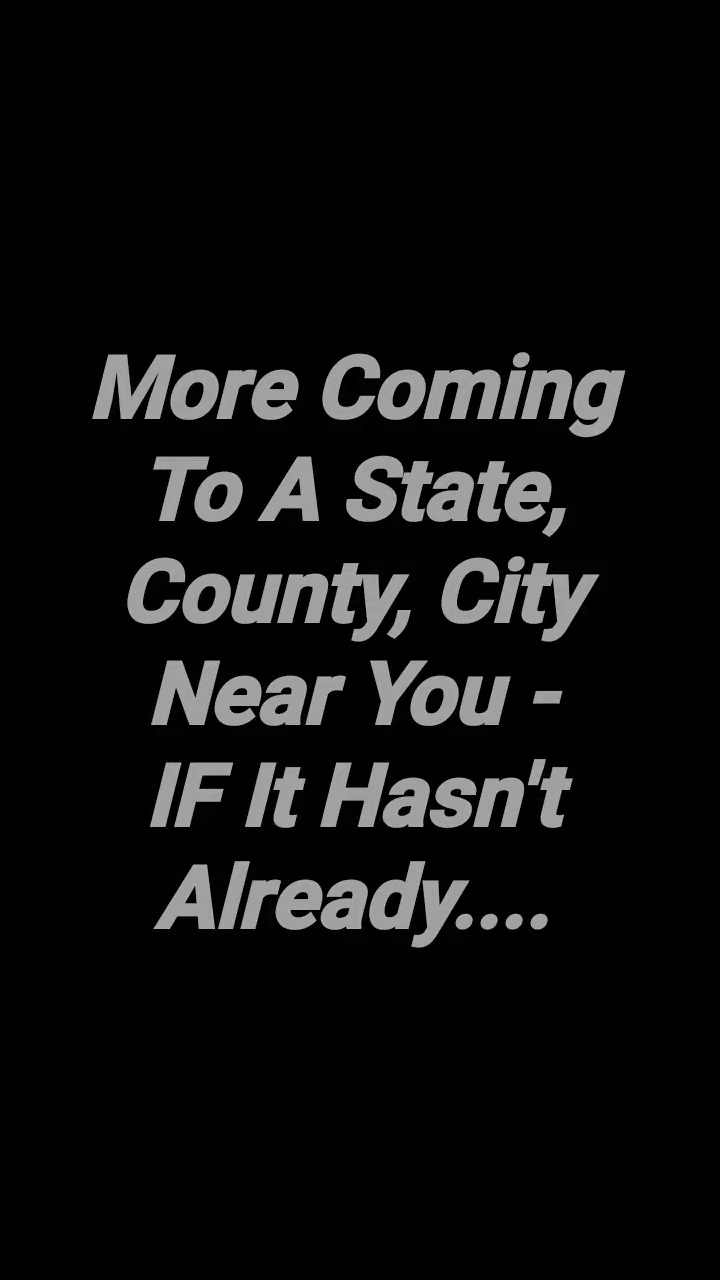 More Coming
To A State,
County, City
Near You -
IF It Hasn't
Already....